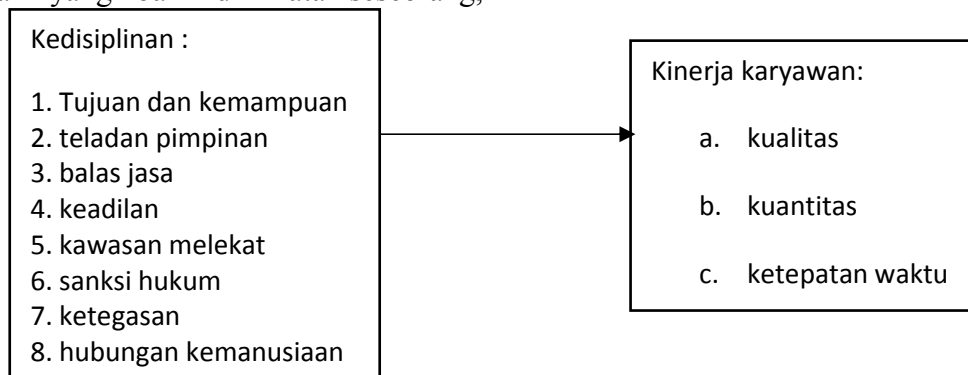 Kedisiplinan :
1. Tujuan dan kemampuan
2. teladan pimpinan
3. balas jasa
4. keadilan
5. kawasan melekat
6. sanksi hukum
7. ketegasan
8. hubungan kemanusiaan
Kinerja karyawan:
a. kualitas
b. kuantitas
c. ketepatan waktu